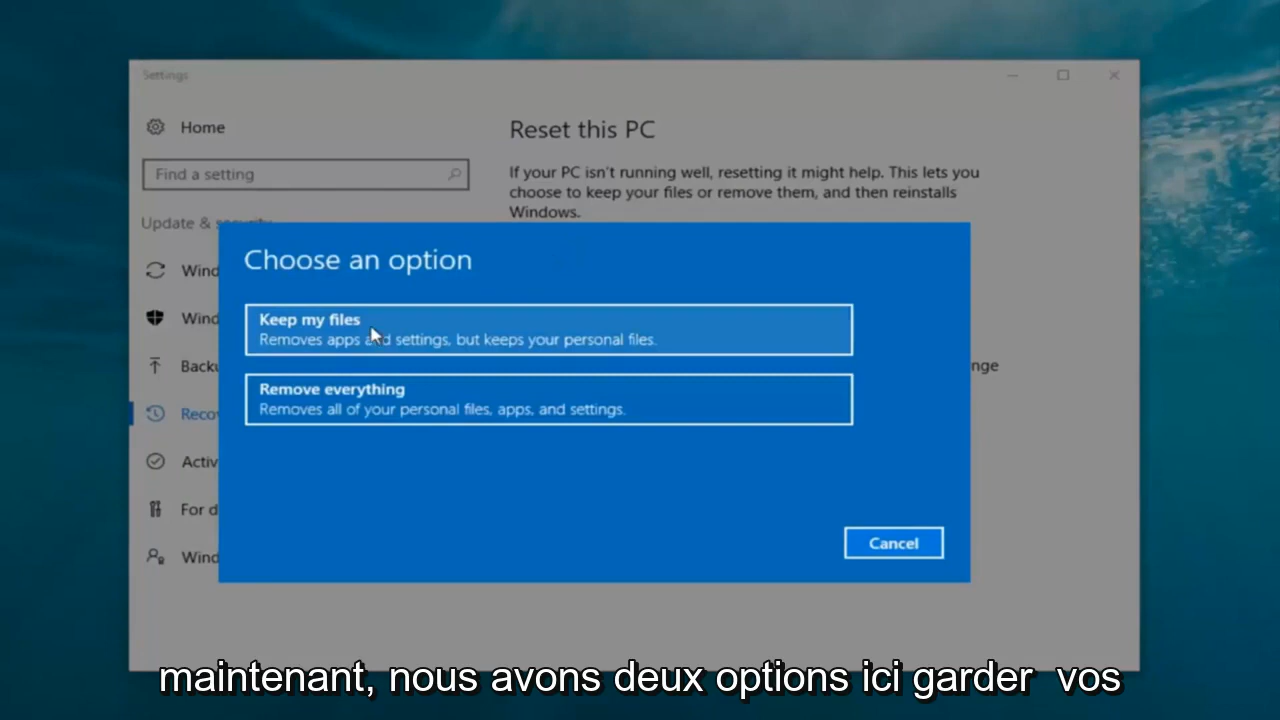 Settings
Home
Find a setting
Update & security
Wind
Wind
Backu
Recov
Activ
For d
Wind
Reset this PC
If your PC isn't running well, resetting it might help. This lets you
choose to keep your files or remove them, and then reinstalls
Windows.
nge
Choose an option
Keep my files
Removes apps and settings, but keeps your personal files.
Remove everything
Removes all of your personal files, apps, and settings.
Cancel
maintenant, nous avons deux options ici garder vos